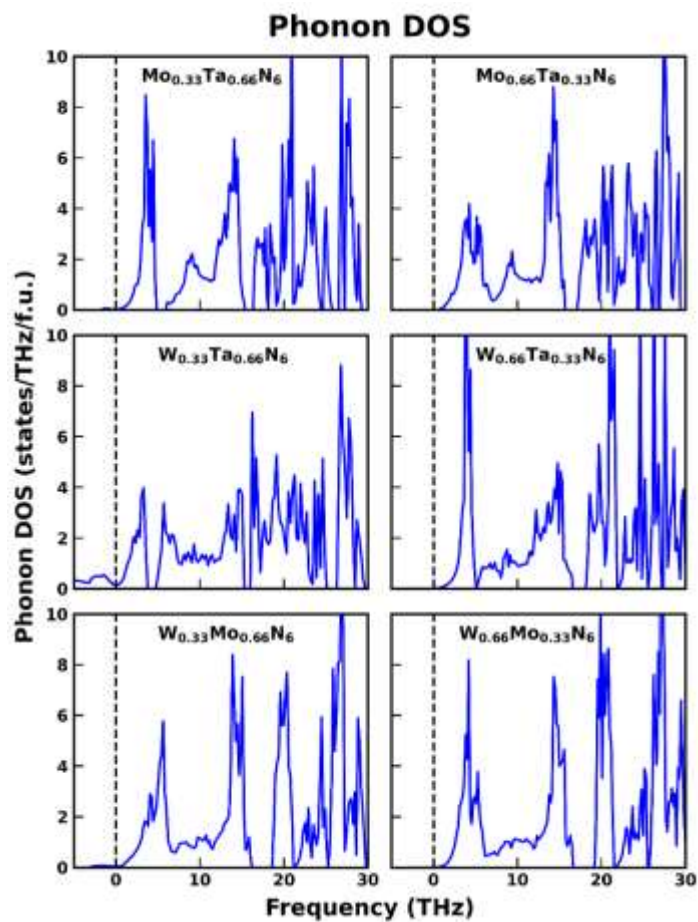 Phonon DOS
Mo₀.₃₃Ta₀.₆₆N₆
Mo₀.₆₆Ta₀.₃₃N₆
10
8
6
4
2
0
W₀.₃₃Ta₀.₆₆N₆
W₀.₆₆Ta₀.₃₃N₆
10
8
6
4
2
0
W₀.₃₃Mo₀.₆₆N₆
W₀.₆₆Mo₀.₃₃N₆
10
8
6
4
2
0
Phonon DOS (states/THz/f.u.)
0 10 20 30 0 10 20 30
Frequency (THz)